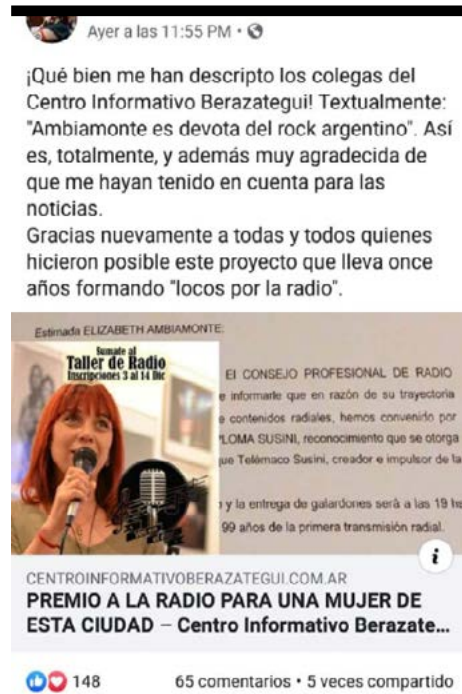 Ayer a las 11:55 PM •
¡Qué bien me han descripto los colegas del
Centro Informativo Berazategui! Textualmente:
"Ambiamonte es devota del rock argentino". Así
es, totalmente, y además muy agradecida de
que me hayan tenido en cuenta para las
noticias.
Gracias nuevamente a todas y todos quienes
hicieron posible este proyecto que lleva once
años formando "locos por la radio".
Estimada ELIZABETH AMBIAMONTE:
Sumate al
Taller de Radio
Inscripciones 3 al 14 Dic
El CONSEJO PROFESIONAL DE RADIO
e informarle que en razón de su trayectoria
e contenidos radiales, hemos convenido por
PLOMA SUSINI, reconocimiento que se otorga
que Telémaco Susini, creador e impulsor de la
y la entrega de galardones será a las 19 hs
99 años de la primera transmisión radial.
CENTROINFORMATIVOBERAZATEGUI.COM.AR
PREMIO A LA RADIO PARA UNA MUJER DE
ESTA CIUDAD – Centro Informativo Berazate...
148 65 comentarios • 5 veces compartido